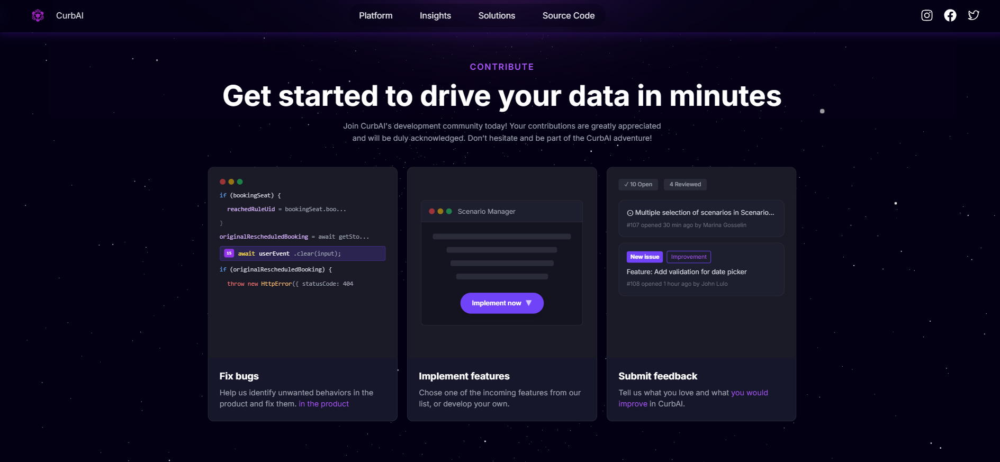 CurbAI
Platform
Insights
Solutions
Source Code
CONTRIBUTE
Get started to drive your data in minutes
Join CurbAI's development community today! Your contributions are greatly appreciated
and will be duly acknowledged. Don't hesitate and be part of the CurbAI adventure!
if (bookingSeat) {
reachedRuleUid = bookingSeat.boo...
}
originalRescheduledBooking = await getSto...
15 await userEvent .clear(input);
if (originalRescheduledBooking) {
throw new HttpError({ statusCode: 404
Fix bugs
Help us identify unwanted behaviors in the
product and fix them. in the product
Scenario Manager
Implement now ▼
Implement features
Chose one of the incoming features from our
list, or develop your own.
✓ 10 Open
4 Reviewed
Multiple selection of scenarios in Scenario...
#107 opened 30 min ago by Marina Gosselin
New issue
Improvement
Feature: Add validation for date picker
#108 opened 1 hour ago by John Lulo
Submit feedback
Tell us what you love and what you would
improve in CurbAI.